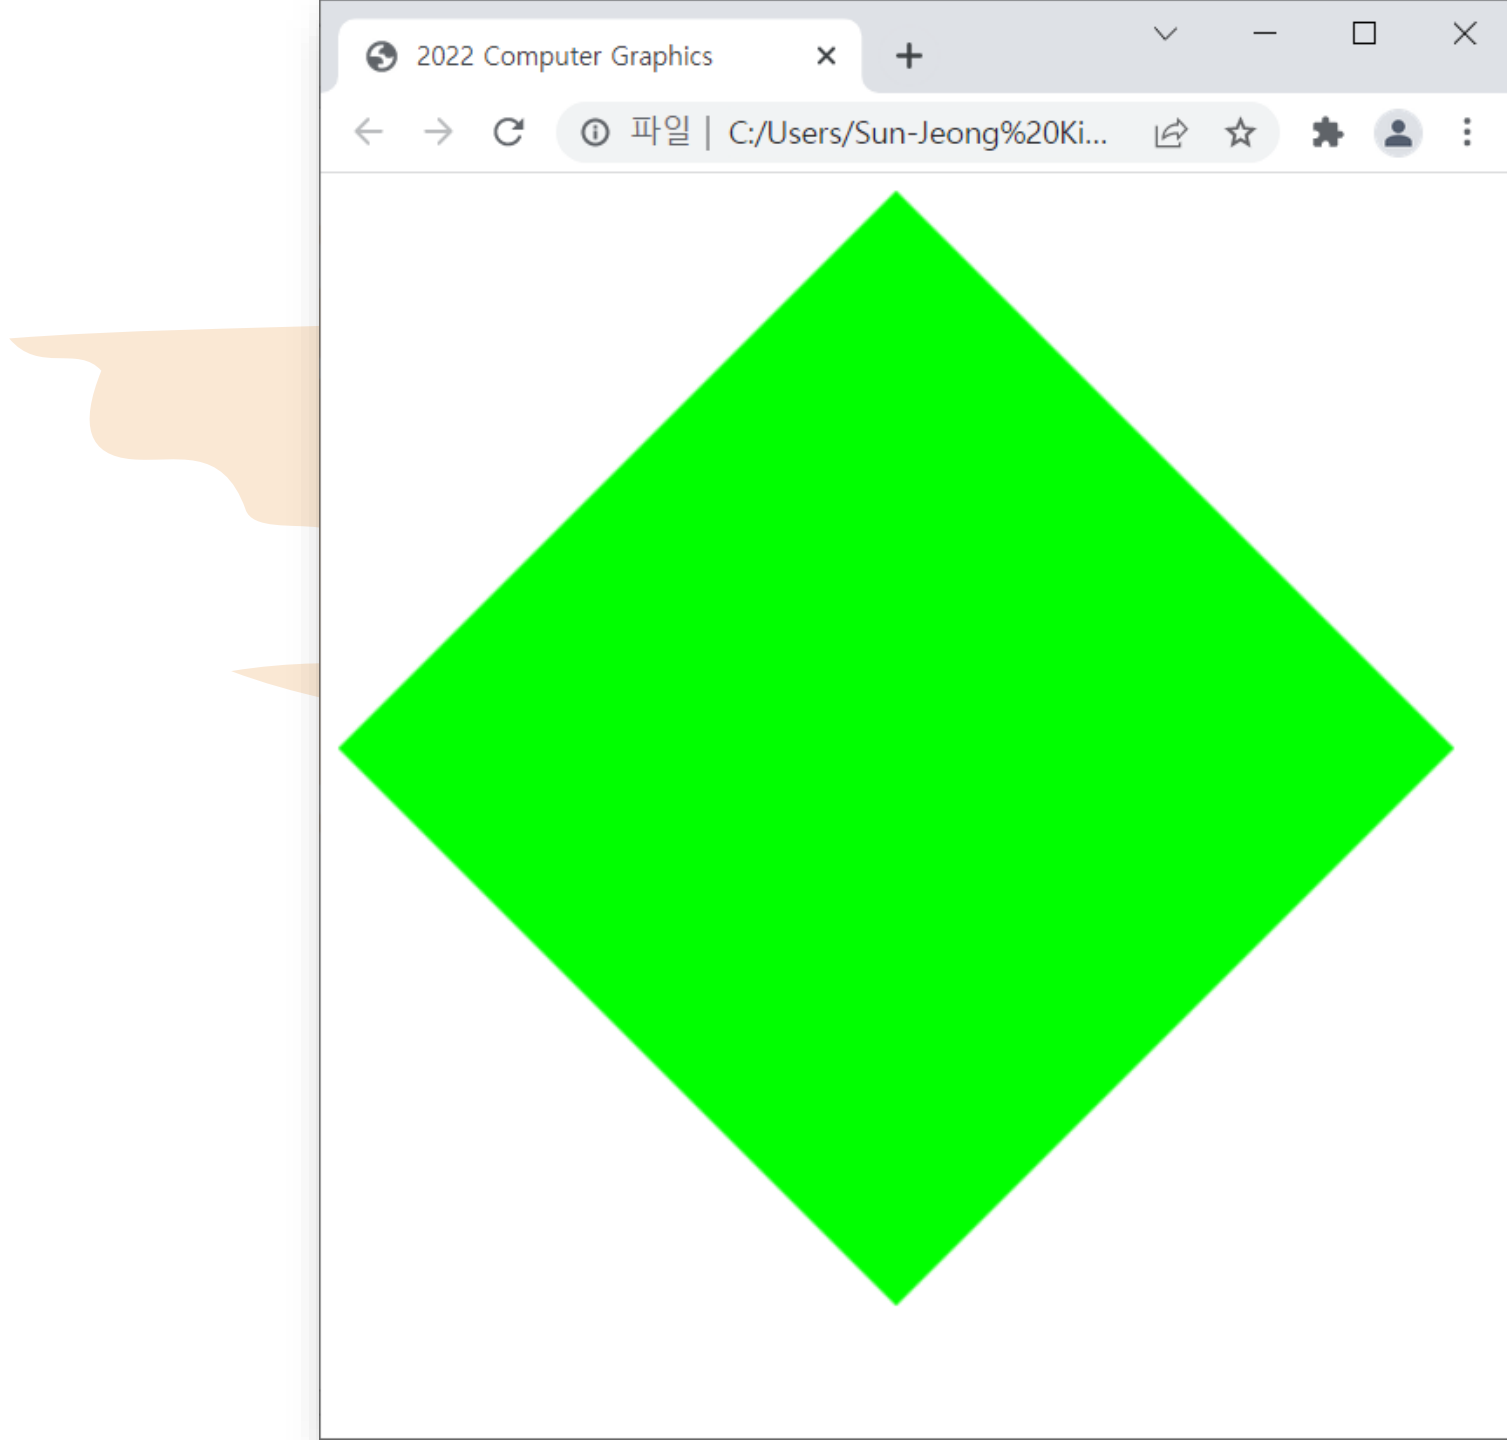 2022 Computer Graphics
파일 | C:/Users/Sun-Jeong%20Ki...